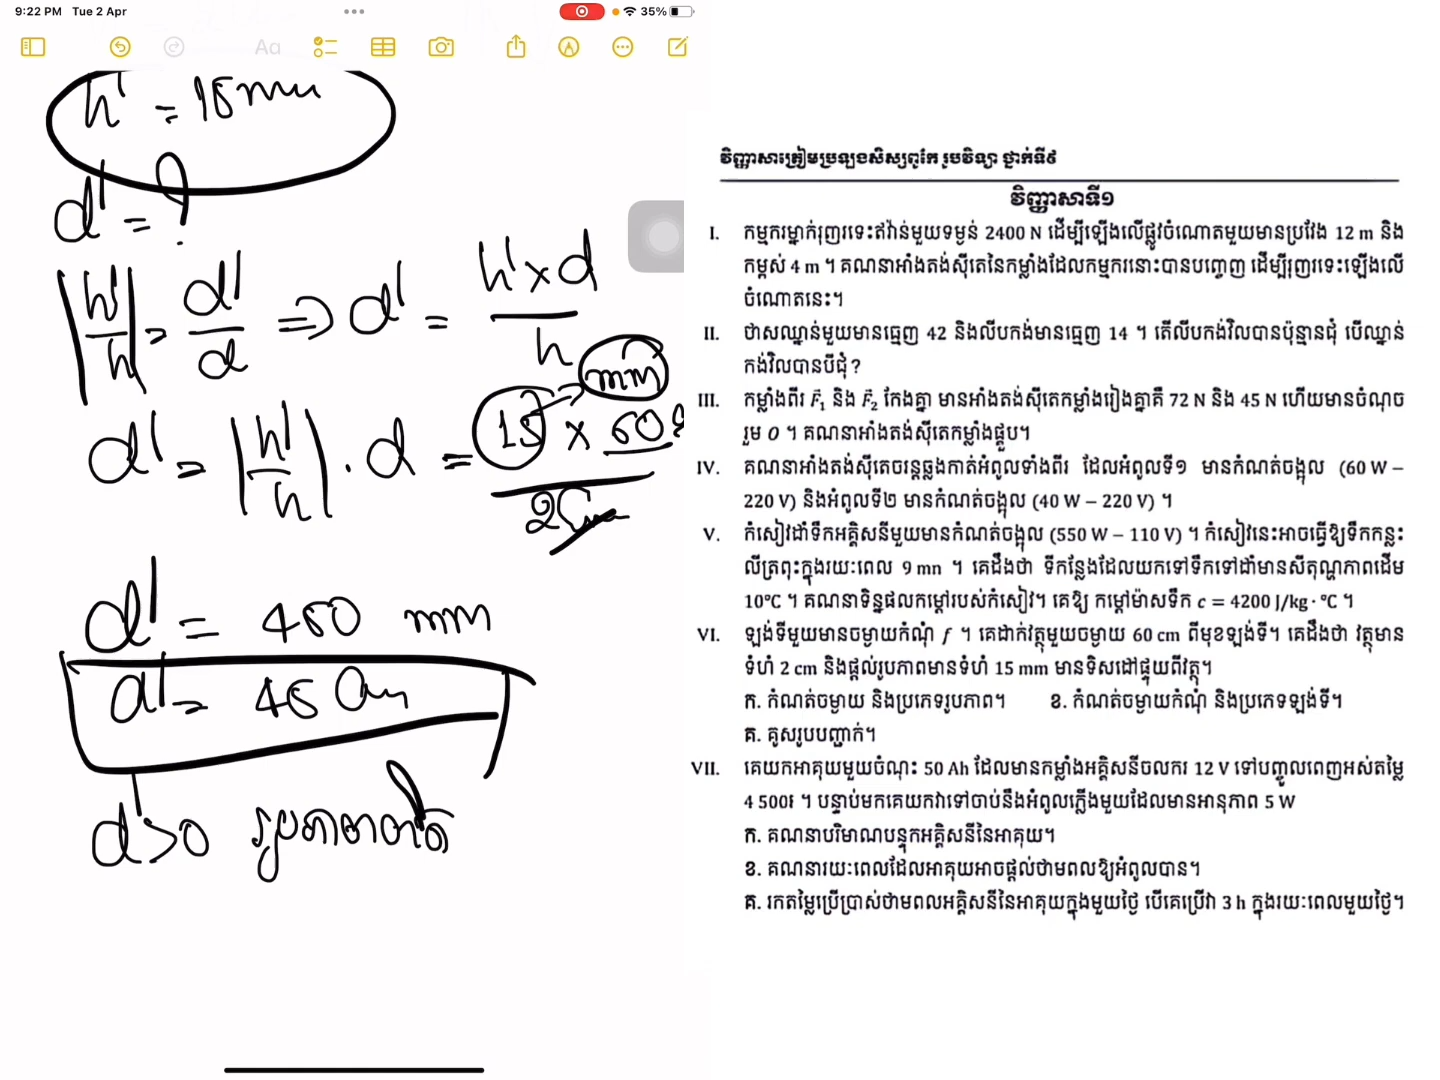 9:22 PM Tue 2 Apr
35%
Aa
h' = 15 mm
d' = ?
|h'/h| = d'/d ⇒ d' = h' × d / h
mm
d' = |h'/h| · d = 15 × 60
d' = 450 mm
d' = 45 cm
d' > 0 រូបភាពពិត
វិញ្ញាសាត្រៀមប្រឡងសិស្សពូកែ រូបវិទ្យា ថ្នាក់ទី៩
វិញ្ញាសាទី១
I. កម្មករម្នាក់រុញរទេះឥវ៉ាន់មួយទម្ងន់ 2400 N ដើម្បីឡើងលើផ្លូវចំណោតមួយមានប្រវែង 12 m និង
កម្ពស់ 4 m ។ គណនាអាំងតង់ស៊ីតេនៃកម្លាំងដែលកម្មករនោះបានបញ្ចេញ ដើម្បីរុញរទេះឡើងលើ
ចំណោតនេះ។
II. ថាសឈ្នាន់មួយមានធ្មេញ 42 និងលីបកង់មានធ្មេញ 14 ។ តើលីបកង់វិលបានប៉ុន្មានជុំ បើឈ្នាន់
កង់វិលបានបីជុំ?
III. កម្លាំងពីរ F⃗₁ និង F⃗₂ កែងគ្នា មានអាំងតង់ស៊ីតេកម្លាំងរៀងគ្នាគឺ 72 N និង 45 N ហើយមានចំណុច
រួម O ។ គណនាអាំងតង់ស៊ីតេកម្លាំងផ្គួប។
IV. គណនាអាំងតង់ស៊ីតេចរន្តឆ្លងកាត់អំពូលទាំងពីរ ដែលអំពូលទី១ មានកំណត់ចង្អុល (60 W –
220 V) និងអំពូលទី២ មានកំណត់ចង្អុល (40 W – 220 V) ។
V. កំសៀវដាំទឹកអគ្គិសនីមួយមានកំណត់ចង្អុល (550 W – 110 V) ។ កំសៀវនេះអាចធ្វើឱ្យទឹកកន្លះ
លីត្រពុះក្នុងរយៈពេល 9 mn ។ គេដឹងថា ទឹកកន្លែងដែលយកទៅទឹកទៅដាំមានសីតុណ្ហភាពដើម
10°C ។ គណនាទិន្នផលកម្ដៅរបស់កំសៀវ។ គេឱ្យ កម្ដៅម៉ាសទឹក c = 4200 J/kg · °C ។
VI. ឡង់ទីមួយមានចម្ងាយកំណុំ f ។ គេដាក់វត្ថុមួយចម្ងាយ 60 cm ពីមុខឡង់ទី។ គេដឹងថា វត្ថុមាន
ទំហំ 2 cm និងផ្ដល់រូបភាពមានទំហំ 15 mm មានទិសដៅផ្ទុយពីវត្ថុ។
ក. កំណត់ចម្ងាយ និងប្រភេទរូបភាព។ ខ. កំណត់ចម្ងាយកំណុំ និងប្រភេទឡង់ទី។
គ. គូសរូបបញ្ជាក់។
VII. គេយកអាគុយមួយចំណុះ 50 Ah ដែលមានកម្លាំងអគ្គិសនីចលករ 12 V ទៅបញ្ចូលពេញអស់តម្លៃ
4 500៛ ។ បន្ទាប់មកគេយកវាទៅចាប់នឹងអំពូលភ្លើងមួយដែលមានអានុភាព 5 W
ក. គណនាបរិមាណបន្ទុកអគ្គិសនីនៃអាគុយ។
ខ. គណនារយៈពេលដែលអាគុយអាចផ្ដល់ថាមពលឱ្យអំពូលបាន។
គ. រកតម្លៃប្រើប្រាស់ថាមពលអគ្គិសនីនៃអាគុយក្នុងមួយថ្ងៃ បើគេប្រើវា 3 h ក្នុងរយៈពេលមួយថ្ងៃ។